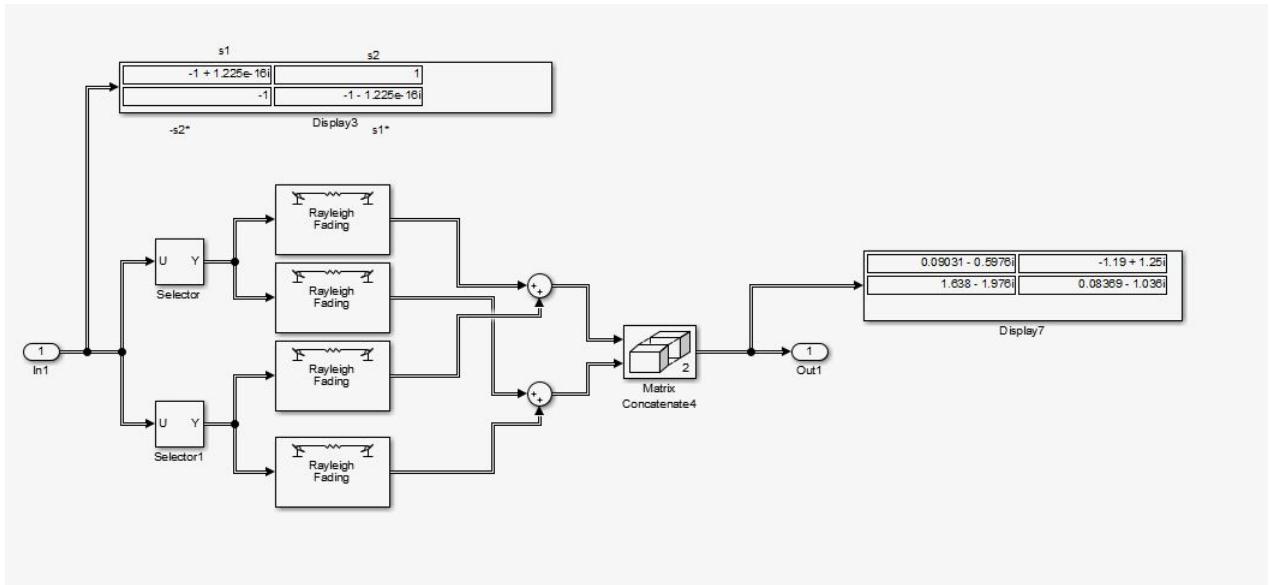 s1
s2
-1 + 1.225e-16i
1
-1
-1 - 1.225e-16i
Display3
-s2*
s1*
Rayleigh
Fading
U Y
Selector
Rayleigh
Fading
++
0.09031 - 0.5976i
-1.19 + 1.25i
1.638 - 1.976i
0.08369 - 1.036i
Display7
1
In1
Rayleigh
Fading
2
Matrix
Concatenate4
1
Out1
++
U Y
Selector1
Rayleigh
Fading